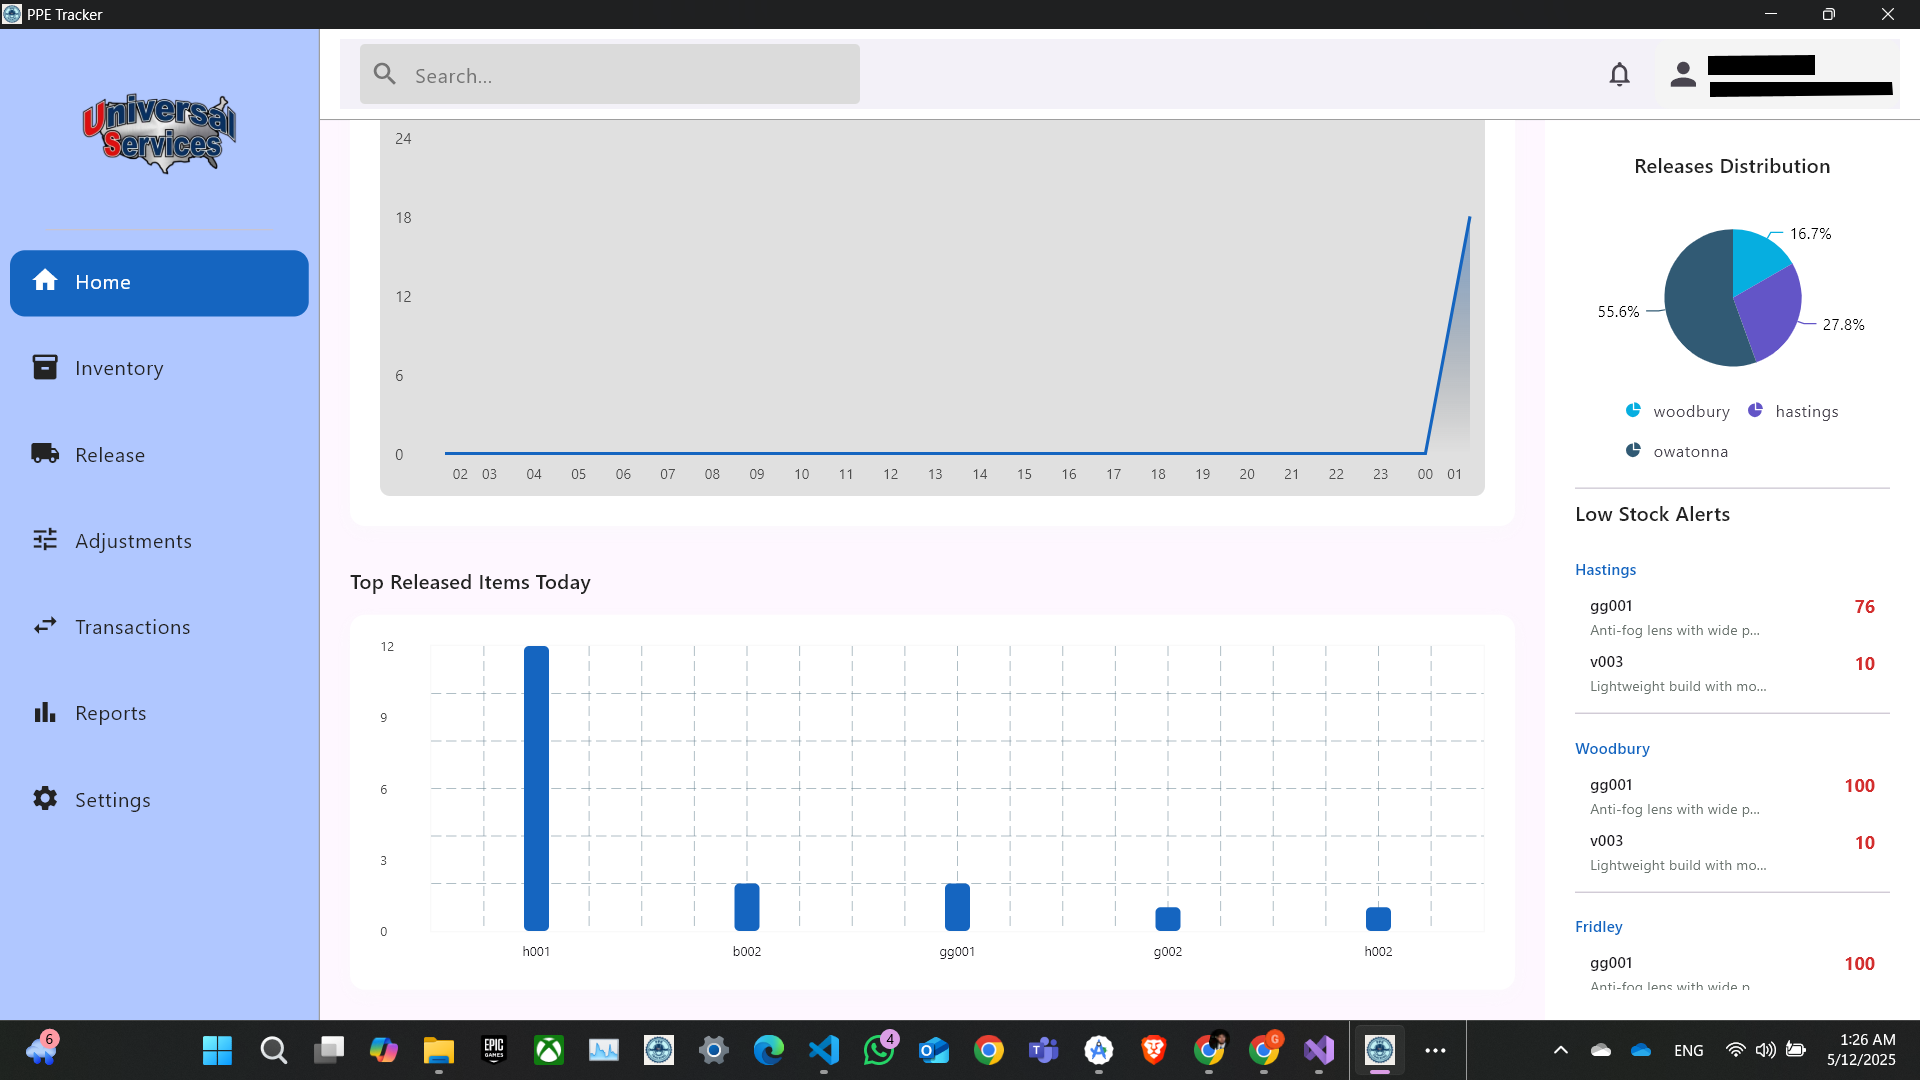 PPE Tracker
Universal
Services
Home
Inventory
Release
Adjustments
Transactions
Reports
Settings
Search...
24
18
12
6
0
02 03 04 05 06 07 08 09 10 11 12 13 14 15 16 17 18 19 20 21 22 23 00 01
Top Released Items Today
12
9
6
3
0
h001 b002 gg001 g002 h002
Releases Distribution
16.7%
55.6%
27.8%
woodbury hastings
owatonna
Low Stock Alerts
Hastings
gg001 76
Anti-fog lens with wide p...
v003 10
Lightweight build with mo...
Woodbury
gg001 100
Anti-fog lens with wide p...
v003 10
Lightweight build with mo...
Fridley
gg001 100
Anti-fog lens with wide p
6
EPIC
GAMES
4
G
ENG
1:26 AM
5/12/2025